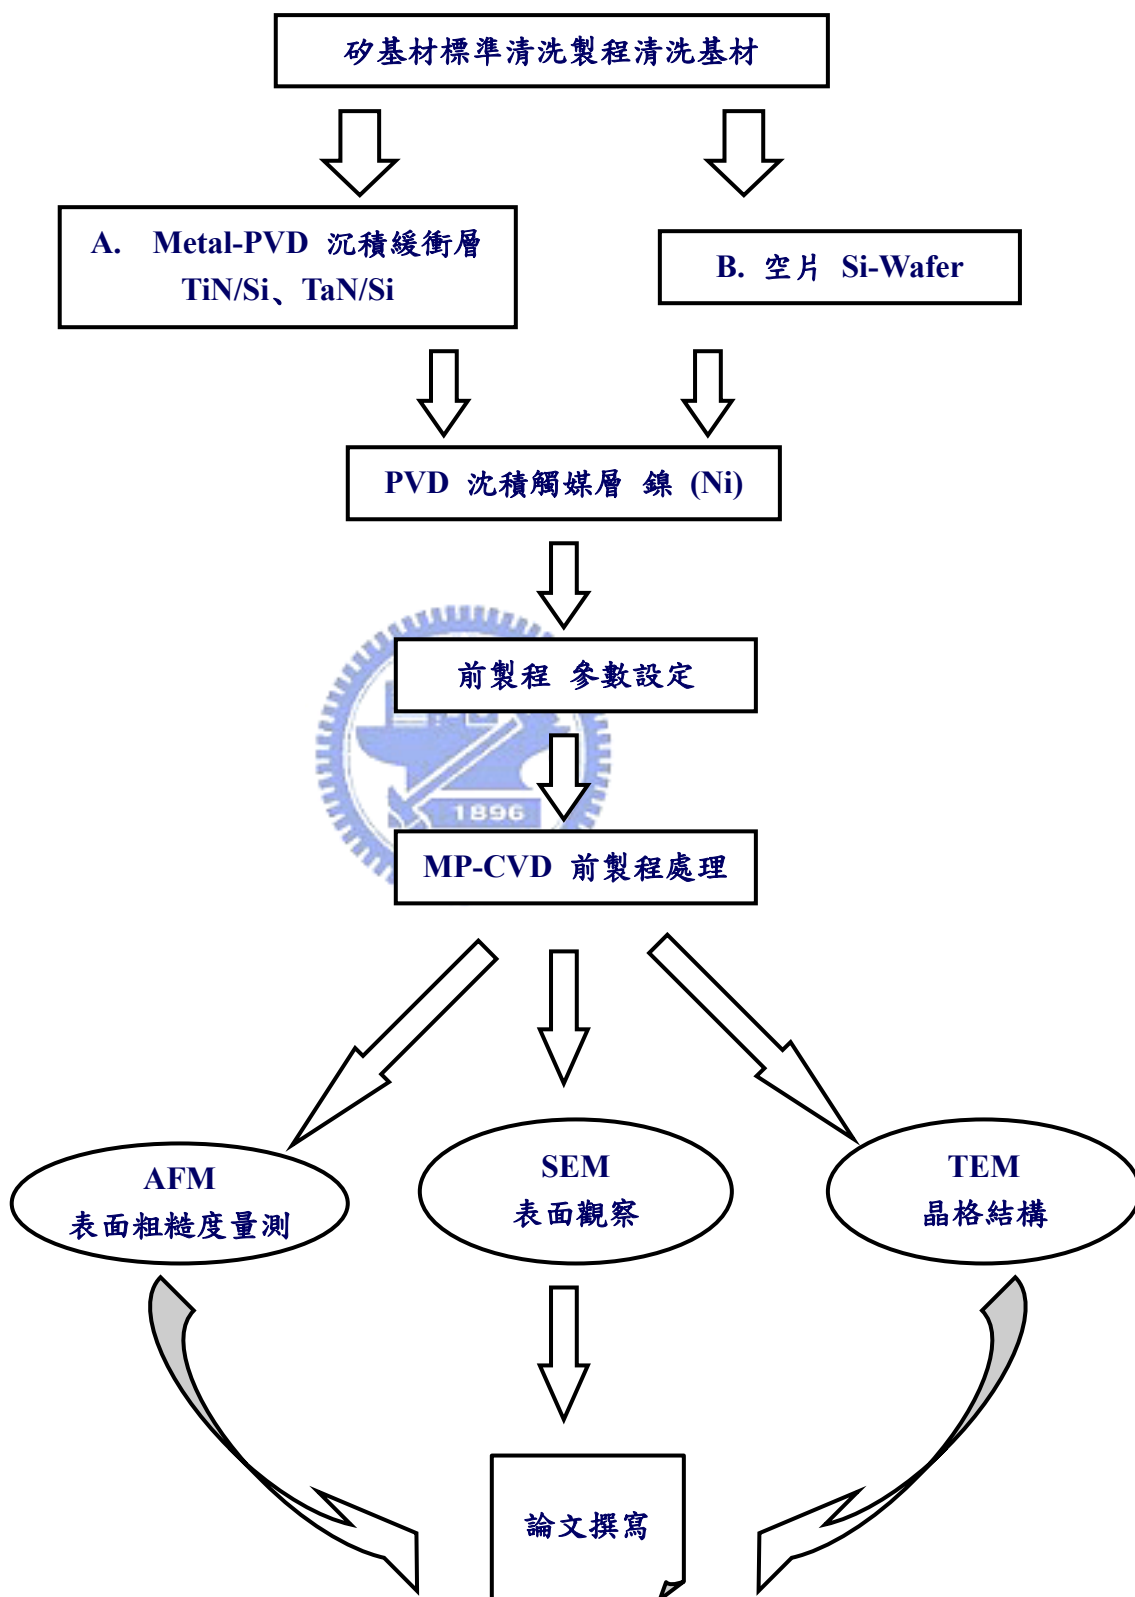 矽基材標準清洗製程清洗基材
A. Metal-PVD 沉積緩衝層
TiN/Si、TaN/Si
B. 空片 Si-Wafer
PVD 沈積觸媒層 鎳 (Ni)
前製程 參數設定
1896
MP-CVD 前製程處理
AFM
表面粗糙度量測
SEM
表面觀察
TEM
晶格結構
論文撰寫